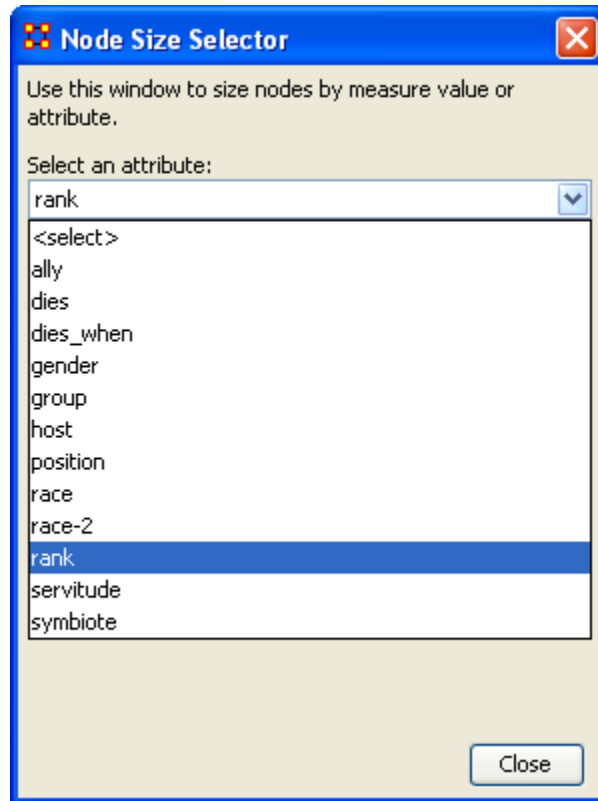 Node Size Selector
Use this window to size nodes by measure value or
attribute.
Select an attribute:
rank
<select>
ally
dies
dies_when
gender
group
host
position
race
race-2
rank
servitude
symbiote
Close